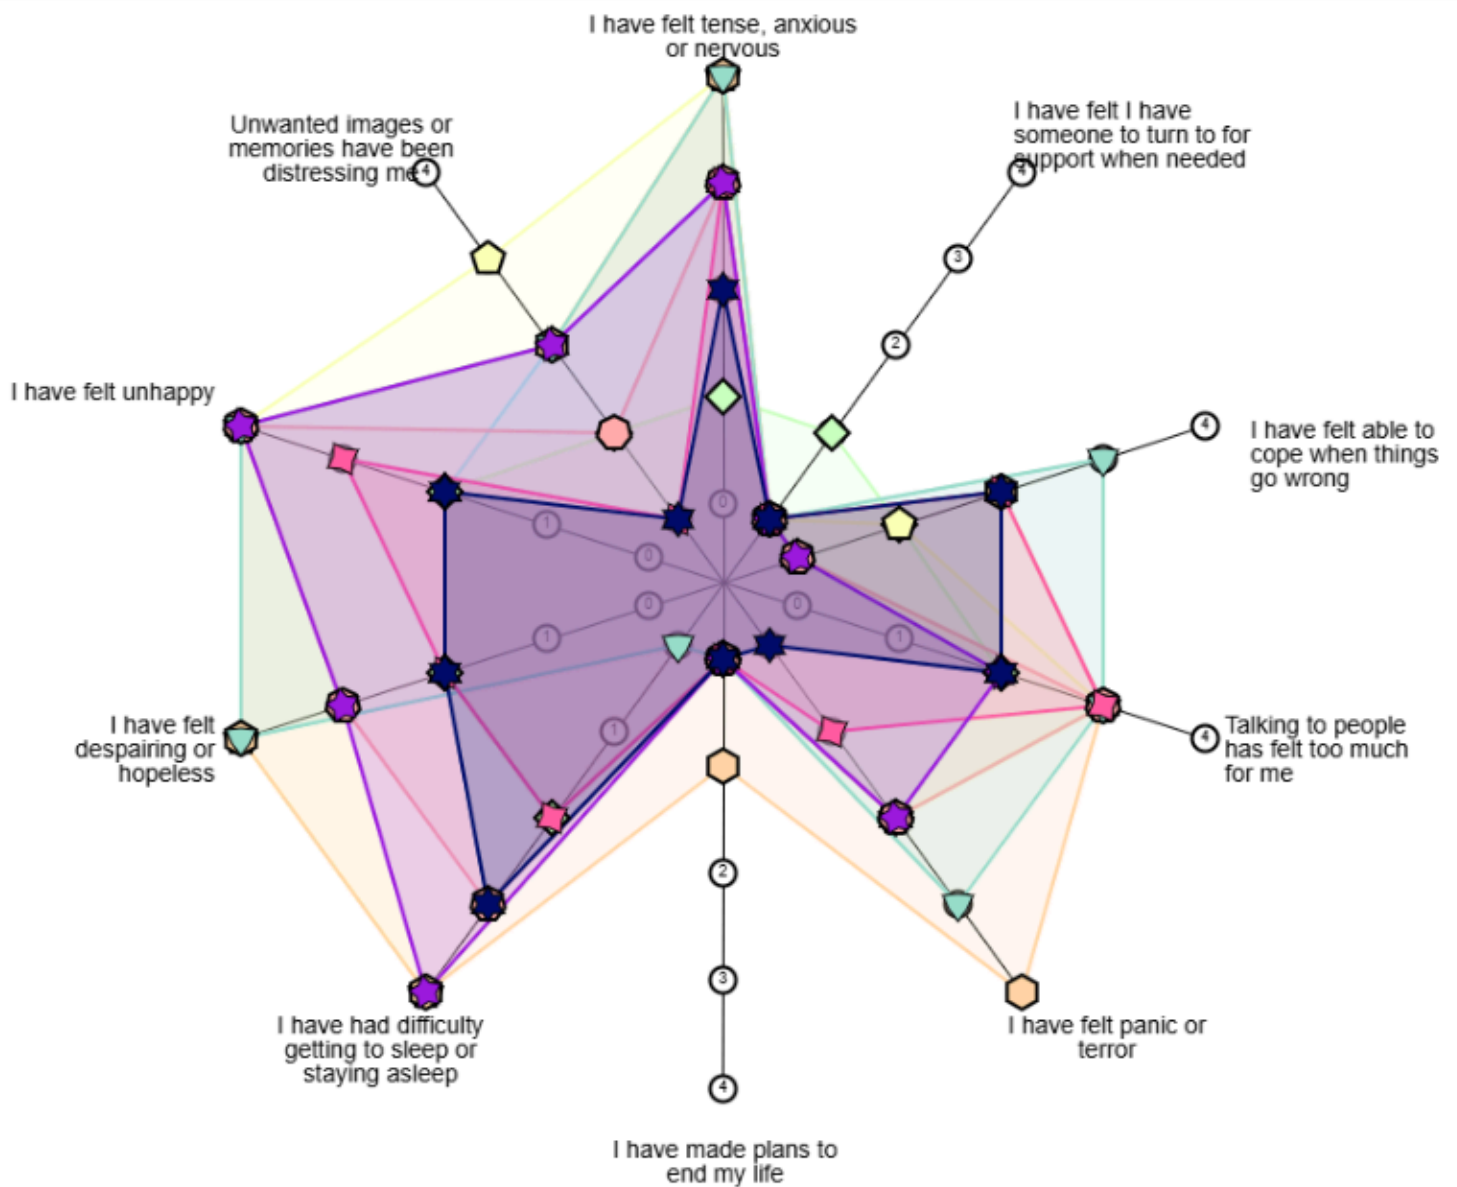 I have felt tense, anxious
or nervous
Unwanted images or
memories have been
distressing me
4
I have felt I have
someone to turn to for
support when needed
4
3
2
I have felt unhappy
4
I have felt able to
cope when things
go wrong
0
1
0
0
1
0
1
1
I have felt
despairing or
hopeless
4
Talking to people
has felt too much
for me
2
3
4
I have had difficulty
getting to sleep or
staying asleep
I have felt panic or
terror
I have made plans to
end my life